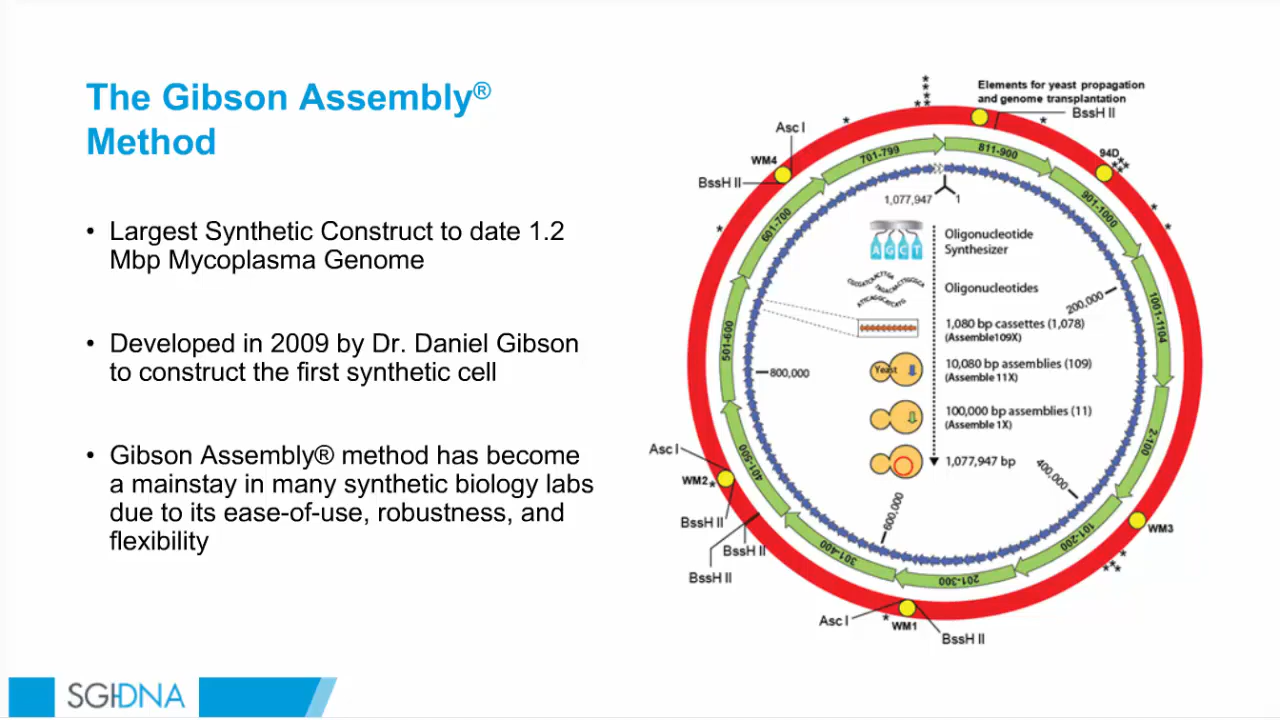 The Gibson Assembly®
Method
• Largest Synthetic Construct to date 1.2
Mbp Mycoplasma Genome
• Developed in 2009 by Dr. Daniel Gibson
to construct the first synthetic cell
• Gibson Assembly® method has become
a mainstay in many synthetic biology labs
due to its ease-of-use, robustness, and
flexibility
SGI-DNA
Elements for yeast propagation
and genome transplantation
BssH II
Asc I
WM4
BssH II
94D
701-799
811-900
901-1000
1001-1104
2-100
101-200
201-300
301-400
401-500
501-600
601-700
1,077,947
1
200,000
400,000
600,000
800,000
A G C T
Oligonucleotide
Synthesizer
Oligonucleotides
1,080 bp cassettes (1,078)
(Assemble109X)
Yeast
10,080 bp assemblies (109)
(Assemble 11X)
100,000 bp assemblies (11)
(Assemble 1X)
1,077,947 bp
Asc I
WM2*
BssH II
BssH II
BssH II
WM3
Asc I
* WM1
BssH II